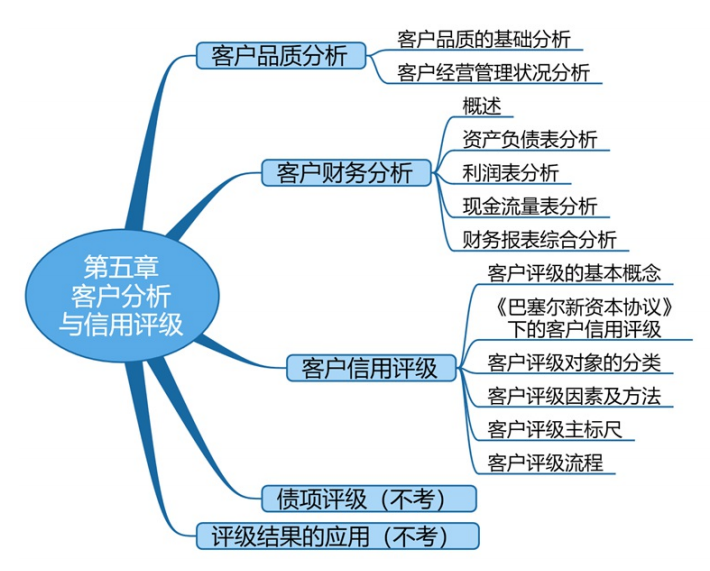 第五章
客户分析
与信用评级
客户品质分析
客户品质的基础分析
客户经营管理状况分析
客户财务分析
概述
资产负债表分析
利润表分析
现金流量表分析
财务报表综合分析
客户信用评级
客户评级的基本概念
《巴塞尔新资本协议》
下的客户信用评级
客户评级对象的分类
客户评级因素及方法
客户评级主标尺
客户评级流程
债项评级（不考）
评级结果的应用（不考）